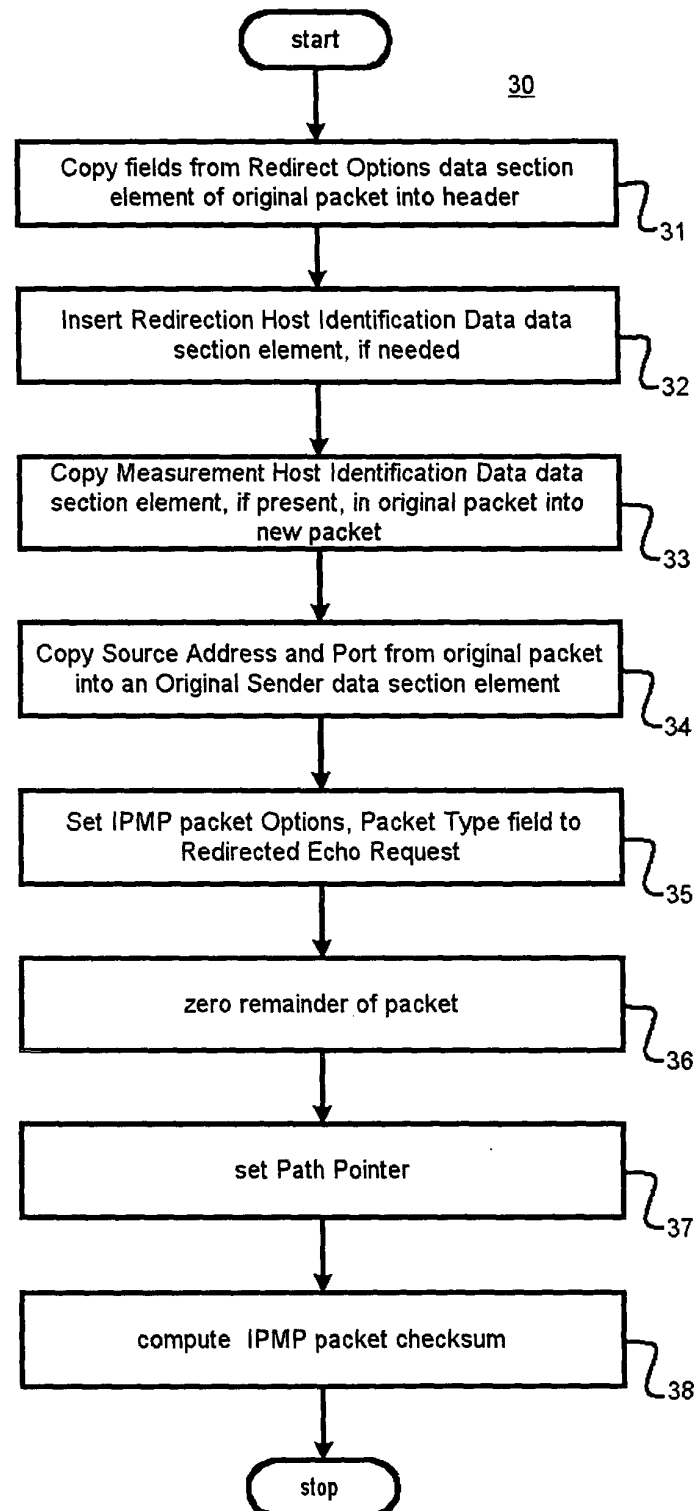 start
30
Copy fields from Redirect Options data section
element of original packet into header
31
Insert Redirection Host Identification Data data
section element, if needed
32
Copy Measurement Host Identification Data data
section element, if present, in original packet into
new packet
33
Copy Source Address and Port from original packet
into an Original Sender data section element
34
Set IPMP packet Options, Packet Type field to
Redirected Echo Request
35
zero remainder of packet
36
set Path Pointer
37
compute IPMP packet checksum
38
stop